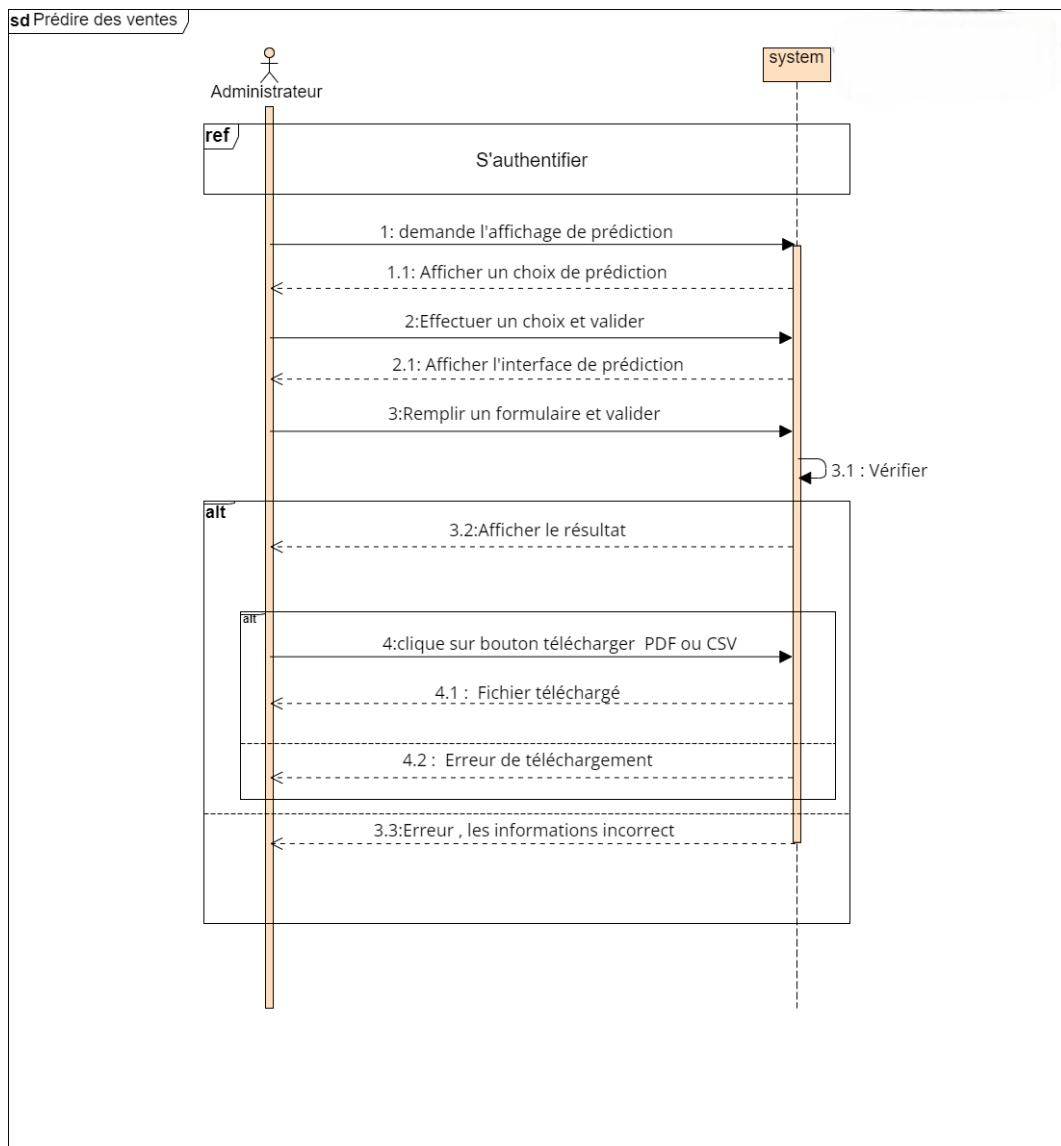 sd Prédire des ventes
system
Administrateur
ref
S'authentifier
1: demande l'affichage de prédiction
1.1: Afficher un choix de prédiction
2:Effectuer un choix et valider
2.1: Afficher l'interface de prédiction
3:Remplir un formulaire et valider
3.1 : Vérifier
alt
3.2:Afficher le résultat
alt
4:clique sur bouton télécharger PDF ou CSV
4.1 : Fichier téléchargé
4.2 : Erreur de téléchargement
3.3:Erreur , les informations incorrect